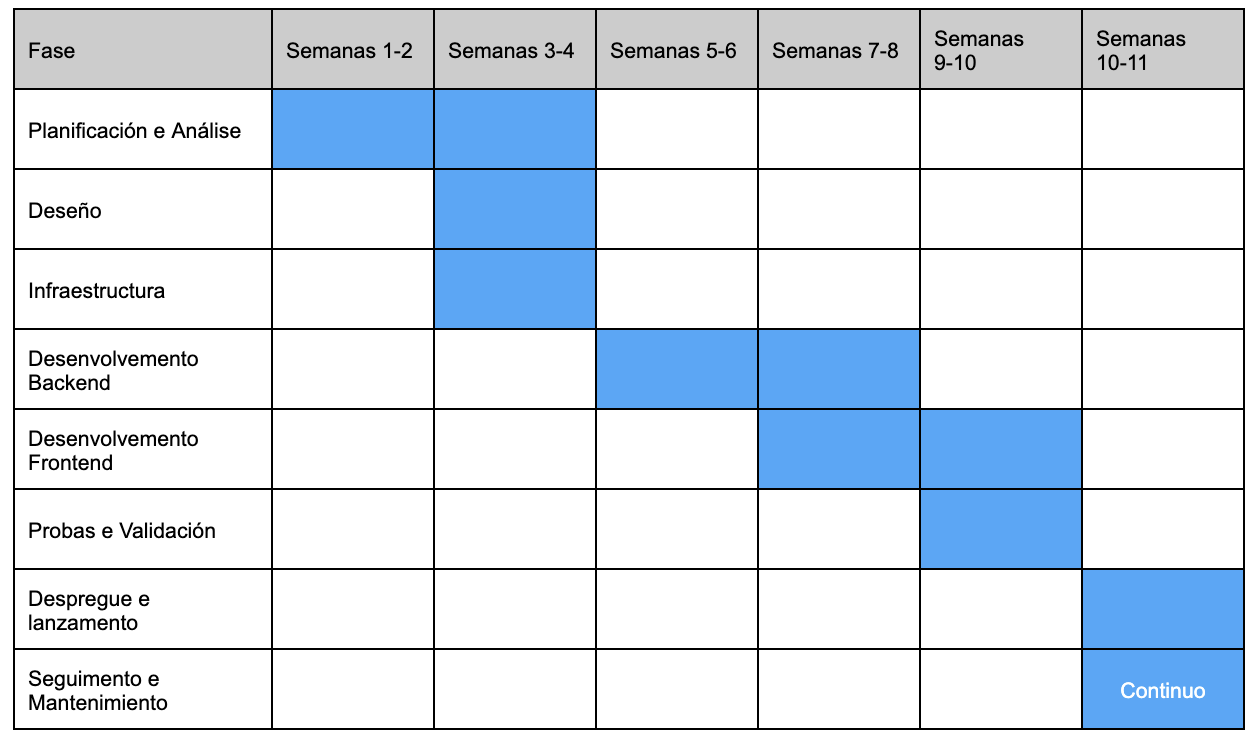 Fase
Semanas 1-2
Semanas 3-4
Semanas 5-6
Semanas 7-8
Semanas
9-10
Semanas
10-11
Planificación e Análise
Deseño
Infraestructura
Desenvolvemento
Backend
Desenvolvemento
Frontend
Probas e Validación
Despregue e
lanzamento
Seguimento e
Mantenimiento
Continuo